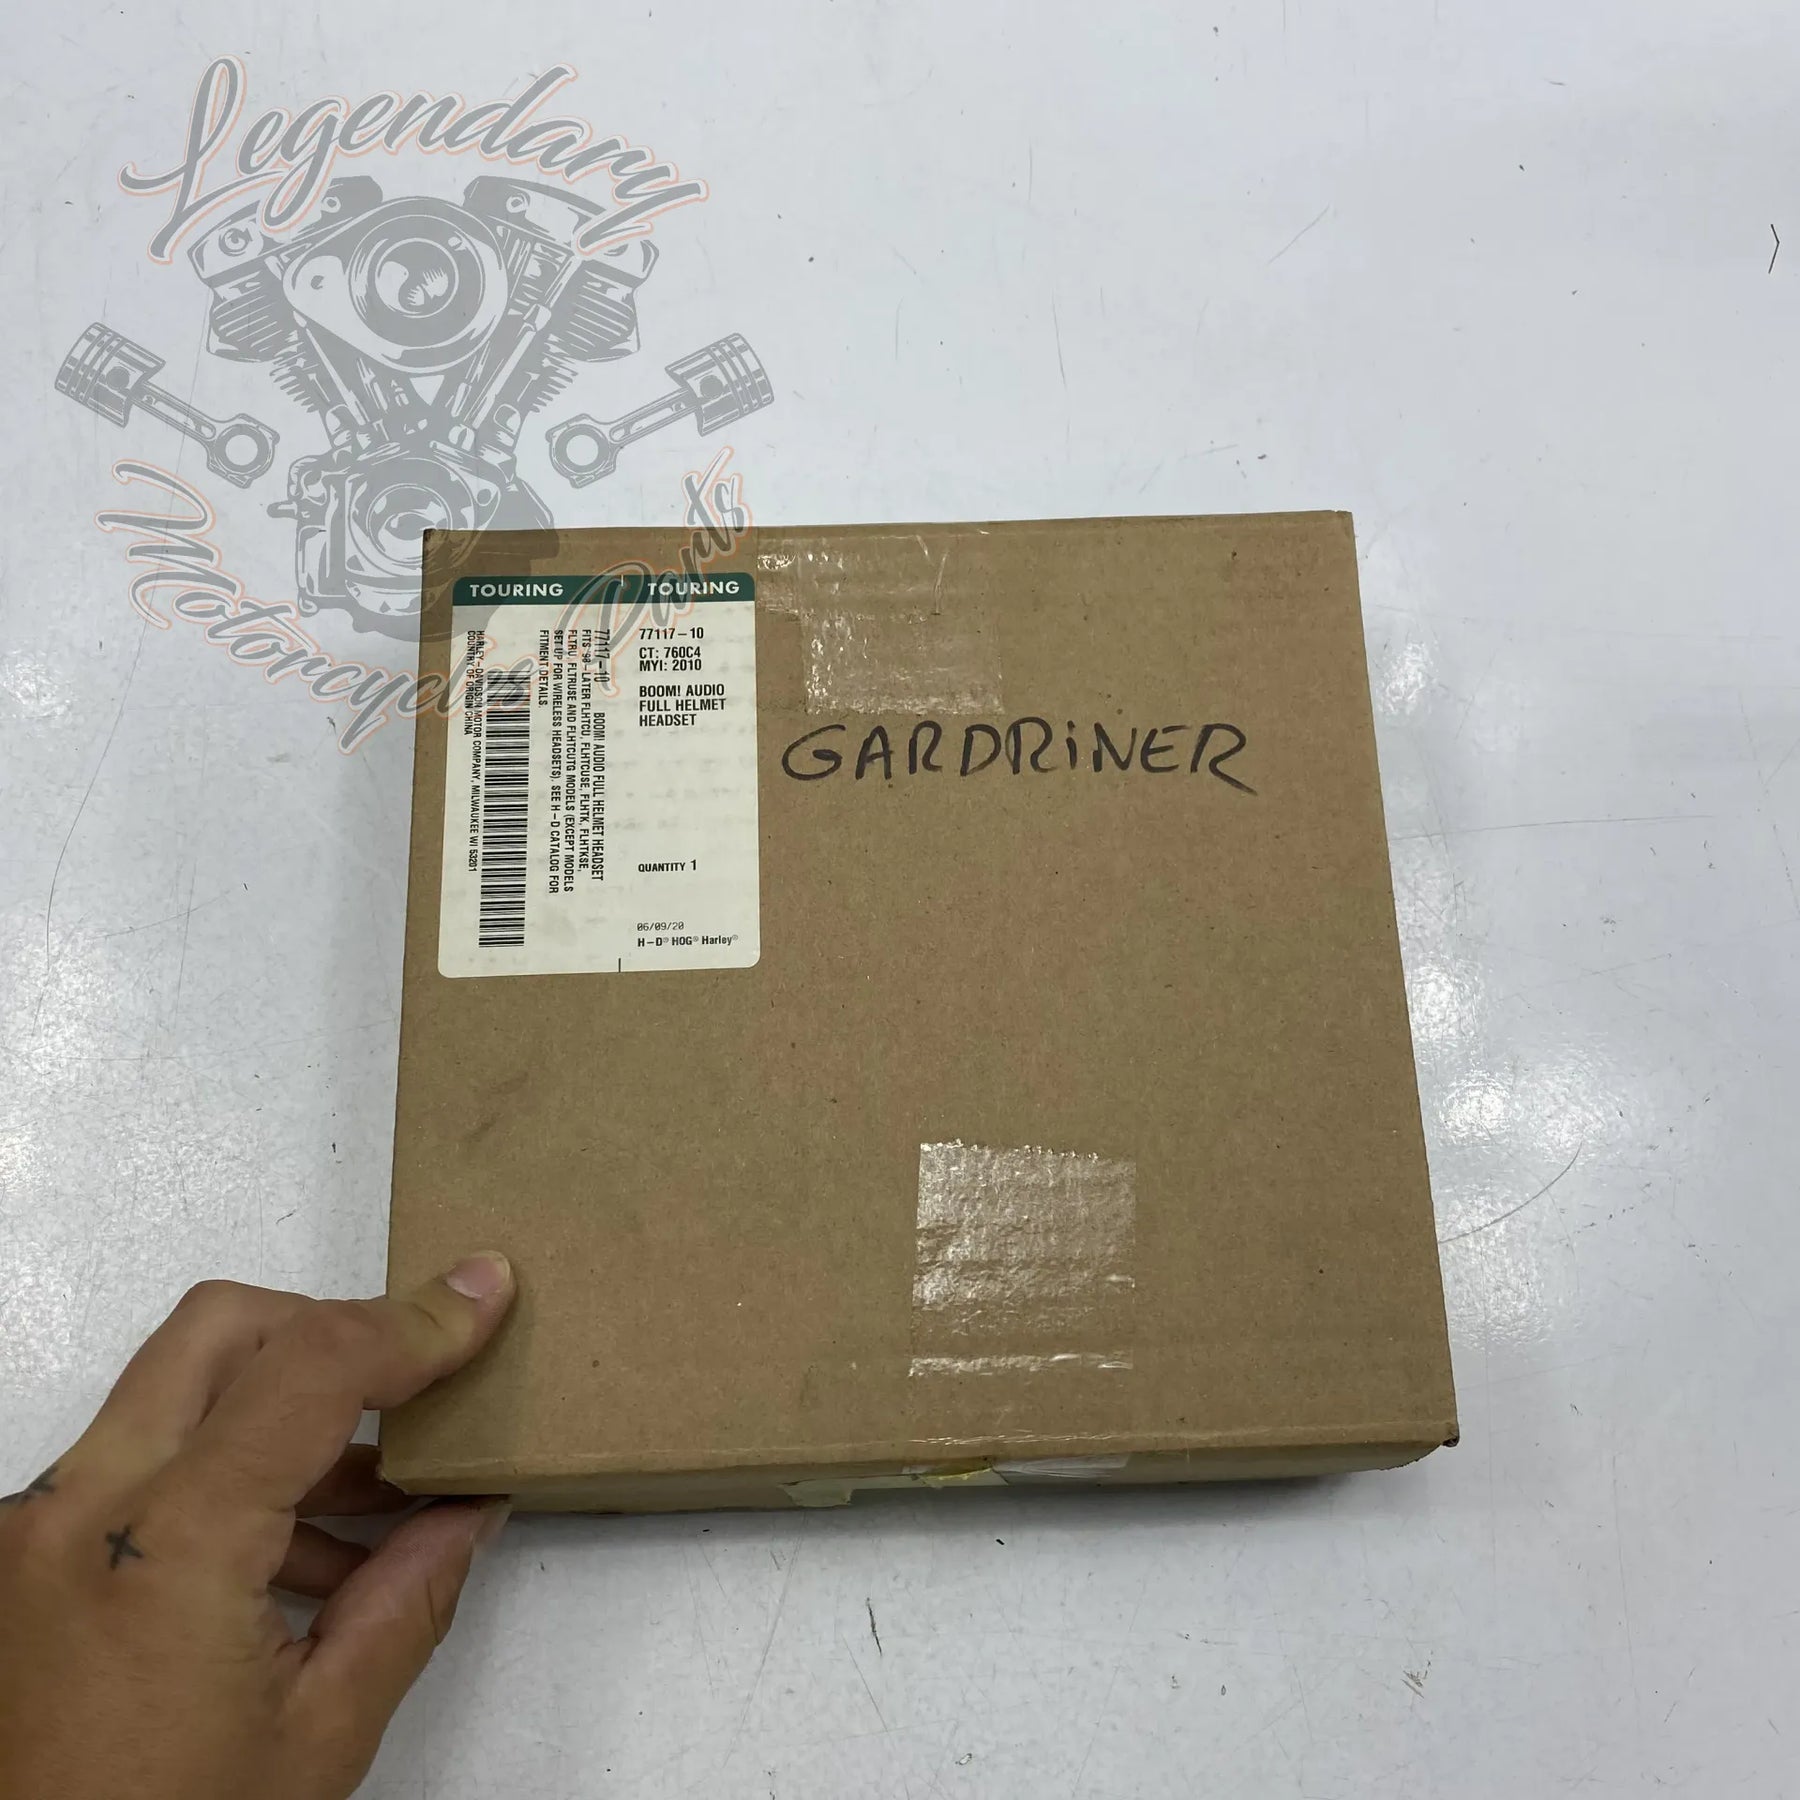 Legendary
Motorcycles Parts
TOURING
TOURING
77117-10
CT: 760C4
MYI: 2010
BOOM! AUDIO
FULL HELMET
HEADSET
QUANTITY 1
06/09/20
H-D® HOG® Harley®
77117-10 BOOM! AUDIO FULL HELMET HEADSET
FITS '98-LATER FLHTCU, FLHTCUSE, FLHTK, FLHTKSE,
FLTRU, FLTRUSE AND FLHTCUTG MODELS (EXCEPT MODELS
SET UP FOR WIRELESS HEADSETS). SEE H-D CATALOG FOR
FITMENT DETAILS.
HARLEY-DAVIDSON MOTOR COMPANY, MILWAUKEE WI 53201
COUNTRY OF ORIGIN CHINA
GARDRiNER